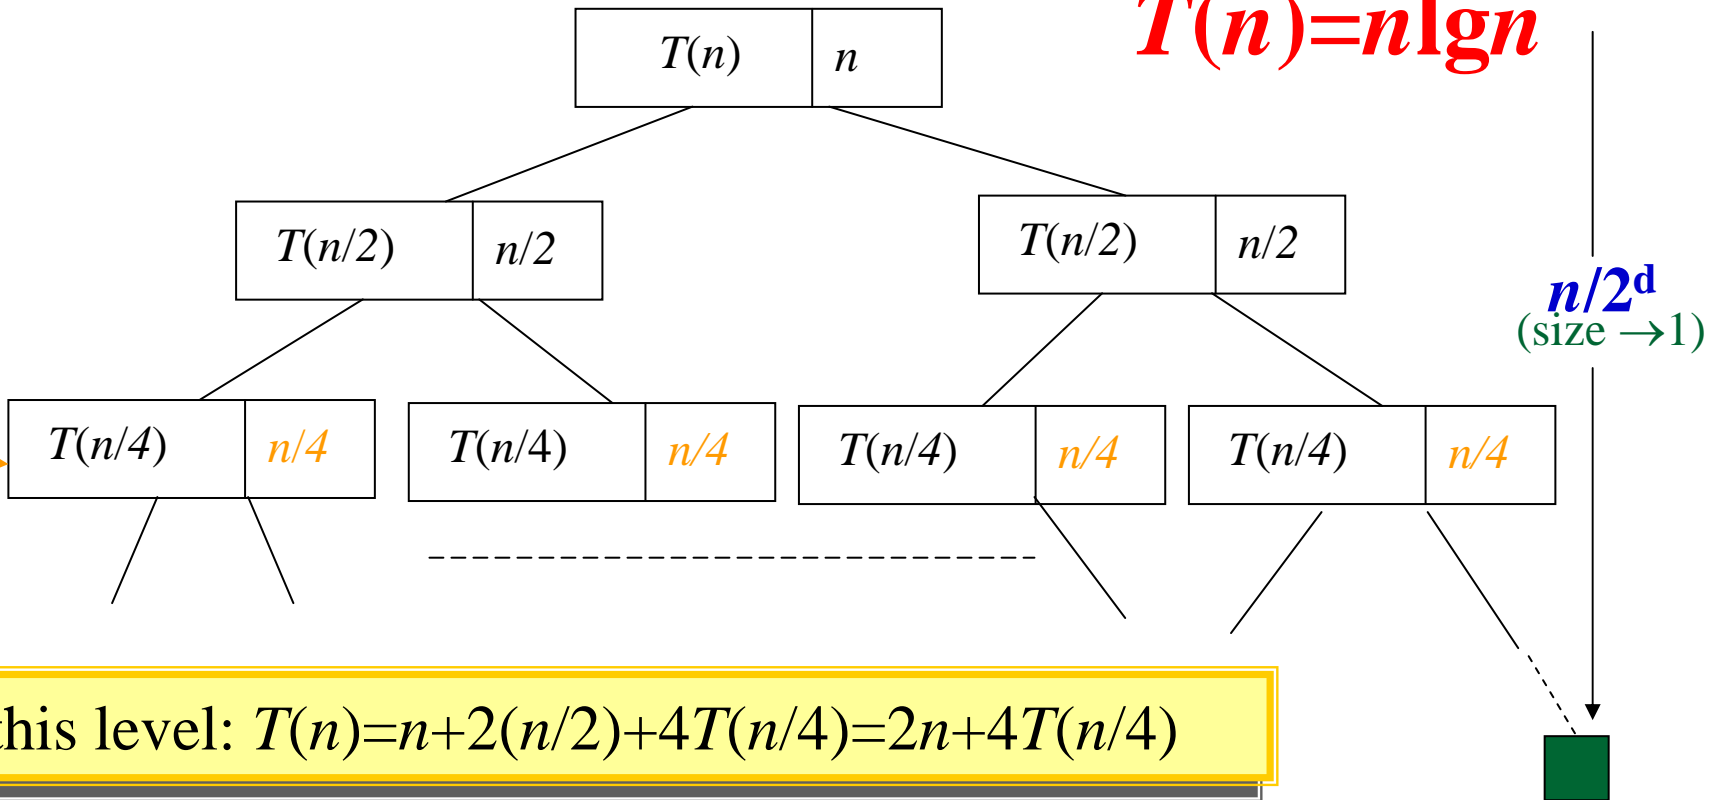 T(n)=nlgn
T(n) n
T(n/2) n/2 T(n/2) n/2
n/2ᵈ
(size →1)
T(n/4) n/4 T(n/4) n/4 T(n/4) n/4 T(n/4) n/4
this level: T(n)=n+2(n/2)+4T(n/4)=2n+4T(n/4)